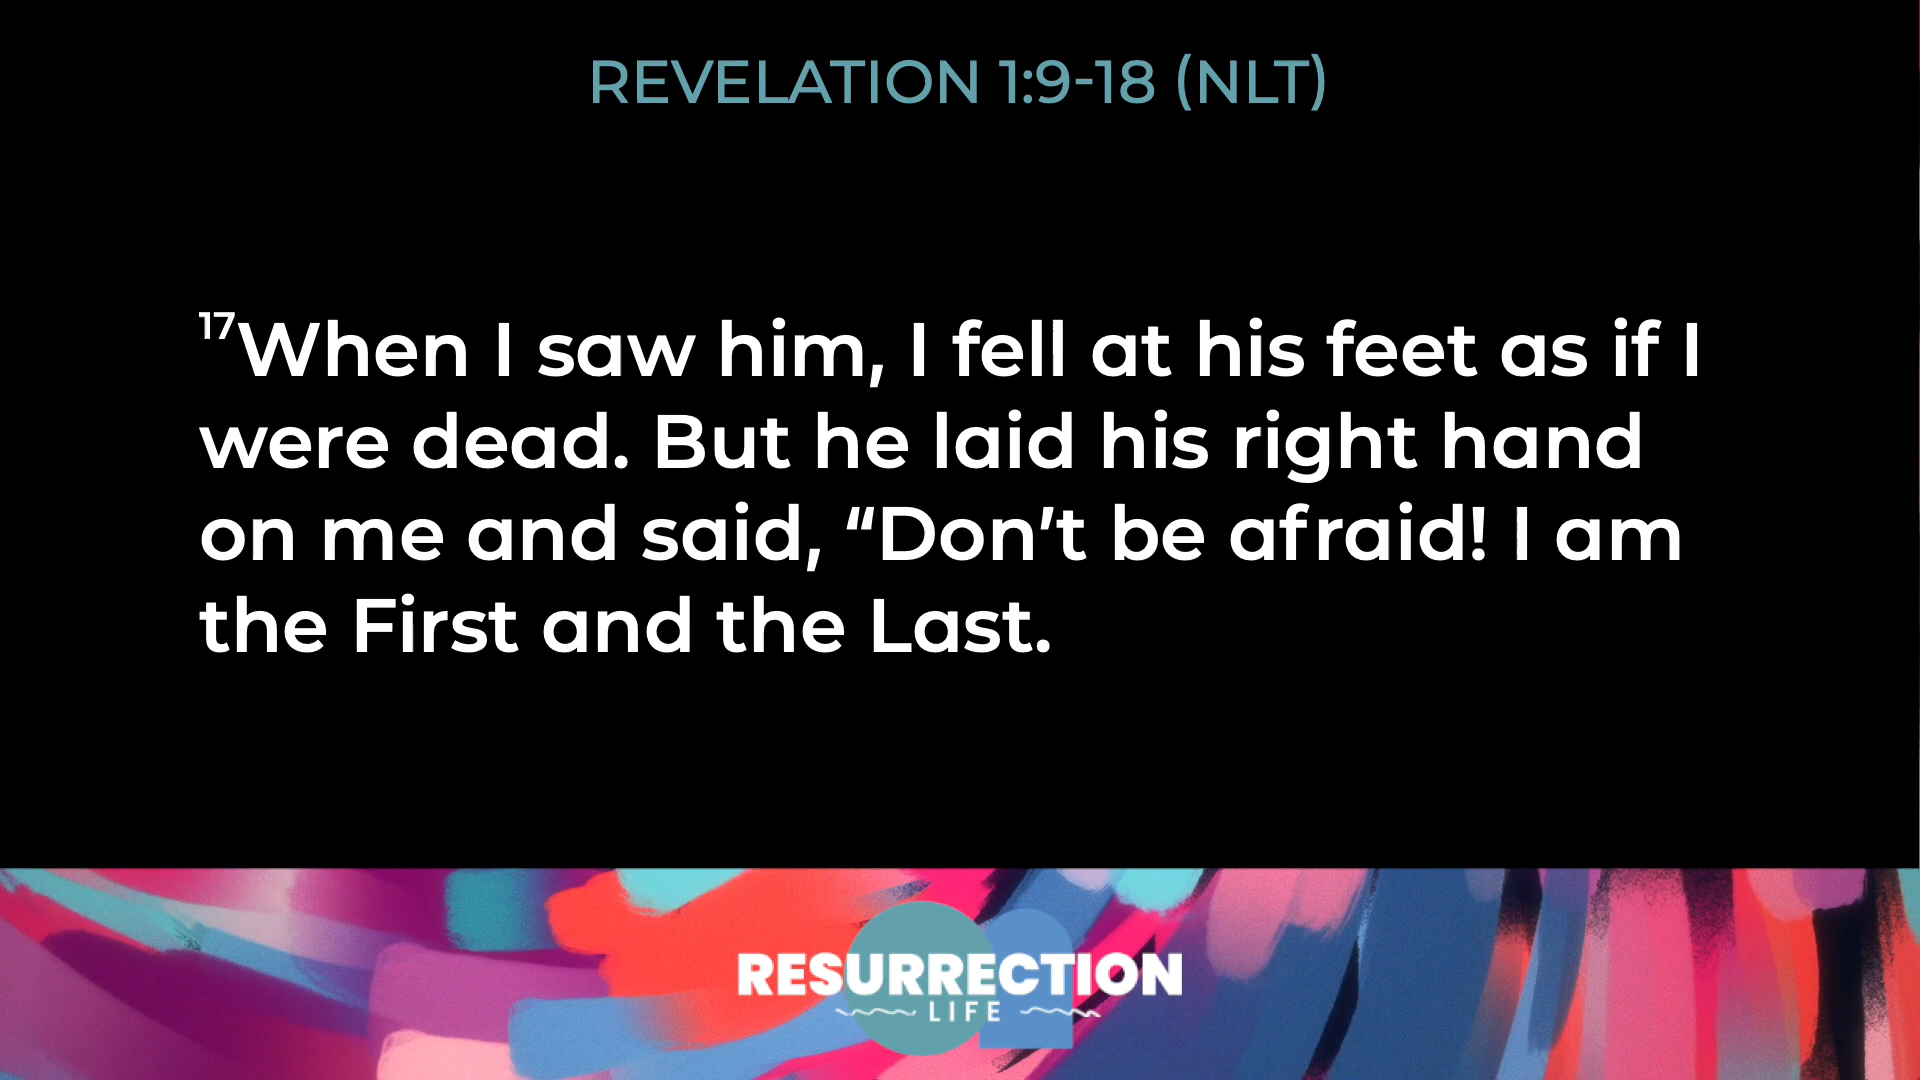 REVELATION 1:9-18 (NLT)
17When I saw him, I fell at his feet as if I
were dead. But he laid his right hand
on me and said, “Don’t be afraid! I am
the First and the Last.
RESURRECTION
LIFE